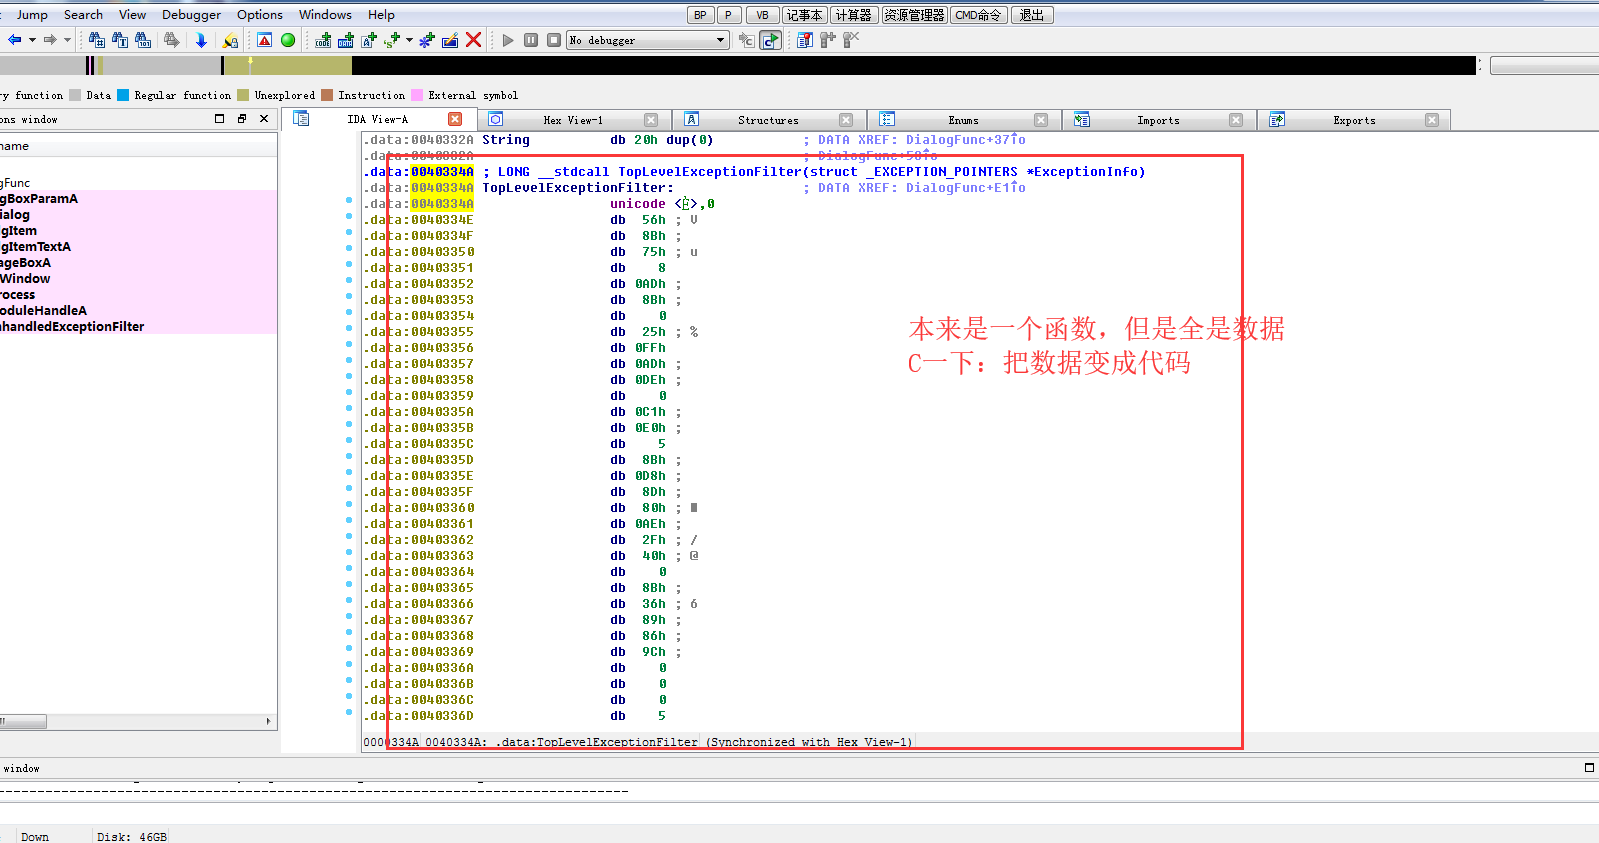 Jump Search View Debugger Options Windows Help BP P VB 记事本 计算器 资源管理器 CMD命令 退出
No debugger
ry function Data Regular function Unexplored Instruction External symbol
ons window IDA View-A Hex View-1 Structures Enums Imports Exports
name
gFunc
gBoxParamA
ialog
gItem
gItemTextA
ageBoxA
Window
rocess
oduleHandleA
nhandledExceptionFilter
.data:0040332A String db 20h dup(0) ; DATA XREF: DialogFunc+37↑o
.data:0040332A ; DialogFunc+50↑o
.data:0040334A ; LONG __stdcall TopLevelExceptionFilter(struct _EXCEPTION_POINTERS *ExceptionInfo)
.data:0040334A TopLevelExceptionFilter: ; DATA XREF: DialogFunc+E1↑o
.data:0040334A unicode <>,0
.data:0040334E db 56h ; V
.data:0040334F db 8Bh ;
.data:00403350 db 75h ; u
.data:00403351 db 8
.data:00403352 db 0ADh ;
.data:00403353 db 8Bh ;
.data:00403354 db 0
.data:00403355 db 25h ; %
.data:00403356 db 0FFh
.data:00403357 db 0ADh ;
.data:00403358 db 0DEh ;
.data:00403359 db 0
.data:0040335A db 0C1h ;
.data:0040335B db 0E0h ;
.data:0040335C db 5
.data:0040335D db 8Bh ;
.data:0040335E db 0D8h ;
.data:0040335F db 8Dh ;
.data:00403360 db 80h ;
.data:00403361 db 0AEh ;
.data:00403362 db 2Fh ; /
.data:00403363 db 40h ; @
.data:00403364 db 0
.data:00403365 db 8Bh ;
.data:00403366 db 36h ; 6
.data:00403367 db 89h ;
.data:00403368 db 86h ;
.data:00403369 db 9Ch ;
.data:0040336A db 0
.data:0040336B db 0
.data:0040336C db 0
.data:0040336D db 5
本来是一个函数，但是全是数据
C一下：把数据变成代码
0000334A 0040334A: .data:TopLevelExceptionFilter (Synchronized with Hex View-1)
window
Down Disk: 46GB